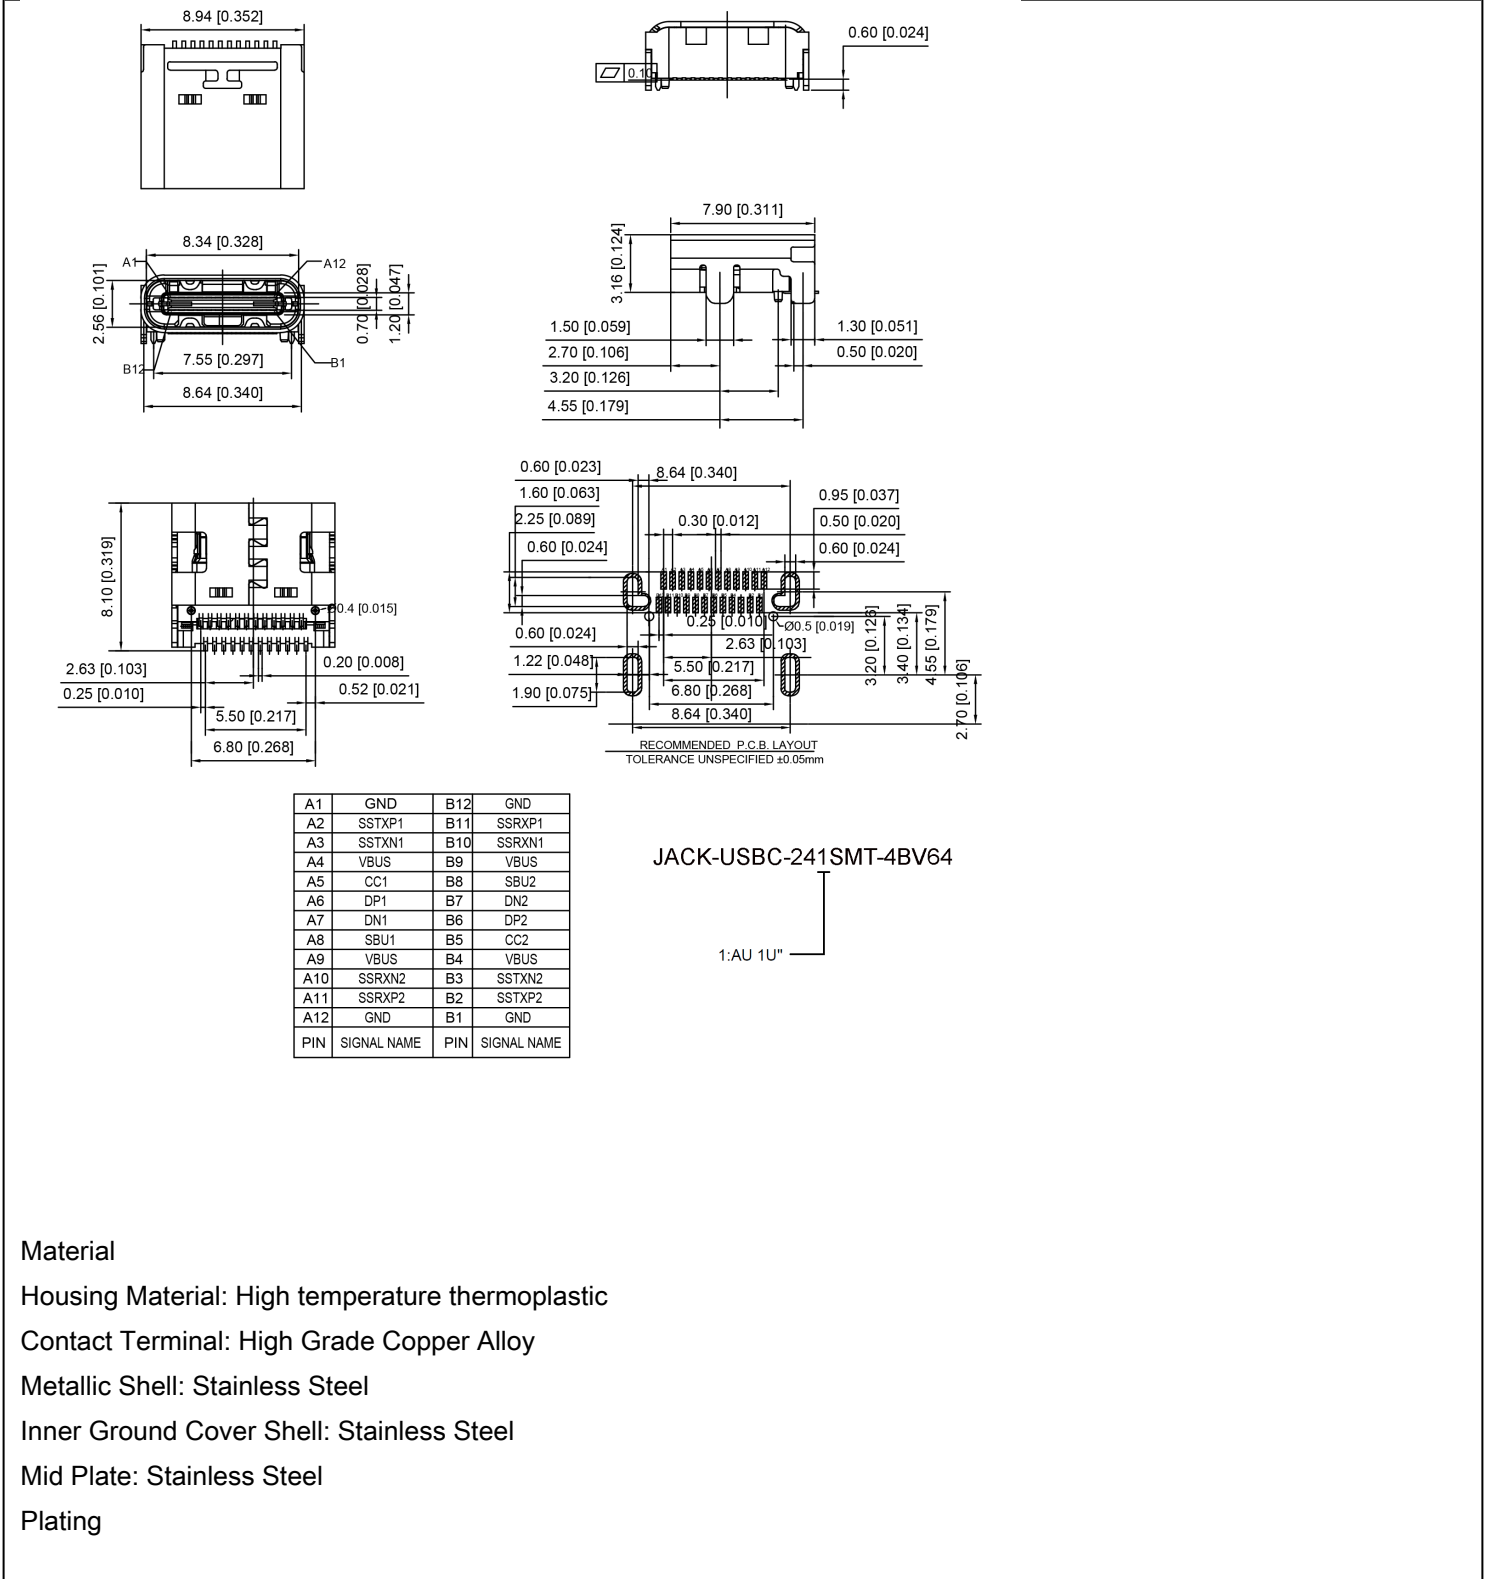 8.94 [0.352]
0.60 [0.024]
0.10
8.34 [0.328]
A1
A12
2.56 [0.101]
0.70 [0.028]
1.20 [0.047]
B12
7.55 [0.297]
B1
8.64 [0.340]
7.90 [0.311]
3.16 [0.124]
1.50 [0.059]
1.30 [0.051]
2.70 [0.106]
0.50 [0.020]
3.20 [0.126]
4.55 [0.179]
8.10 [0.319]
Ø0.4 [0.015]
2.63 [0.103]
0.20 [0.008]
0.25 [0.010]
0.52 [0.021]
5.50 [0.217]
6.80 [0.268]
0.60 [0.023]
8.64 [0.340]
1.60 [0.063]
0.95 [0.037]
2.25 [0.089]
0.30 [0.012]
0.50 [0.020]
0.60 [0.024]
0.60 [0.024]
0.25 [0.010]
Ø0.5 [0.019]
0.60 [0.024]
2.63 [0.103]
1.22 [0.048]
5.50 [0.217]
1.90 [0.075]
6.80 [0.268]
8.64 [0.340]
3.20 [0.126]
3.40 [0.134]
4.55 [0.179]
2.70 [0.106]
RECOMMENDED P.C.B. LAYOUT
TOLERANCE UNSPECIFIED ±0.05mm
A1 GND B12 GND
A2 SSTXP1 B11 SSRXP1
A3 SSTXN1 B10 SSRXN1
A4 VBUS B9 VBUS
A5 CC1 B8 SBU2
A6 DP1 B7 DN2
A7 DN1 B6 DP2
A8 SBU1 B5 CC2
A9 VBUS B4 VBUS
A10 SSRXN2 B3 SSTXN2
A11 SSRXP2 B2 SSTXP2
A12 GND B1 GND
PIN SIGNAL NAME PIN SIGNAL NAME
JACK-USBC-241SMT-4BV64
1:AU 1U"
Material
Housing Material: High temperature thermoplastic
Contact Terminal: High Grade Copper Alloy
Metallic Shell: Stainless Steel
Inner Ground Cover Shell: Stainless Steel
Mid Plate: Stainless Steel
Plating